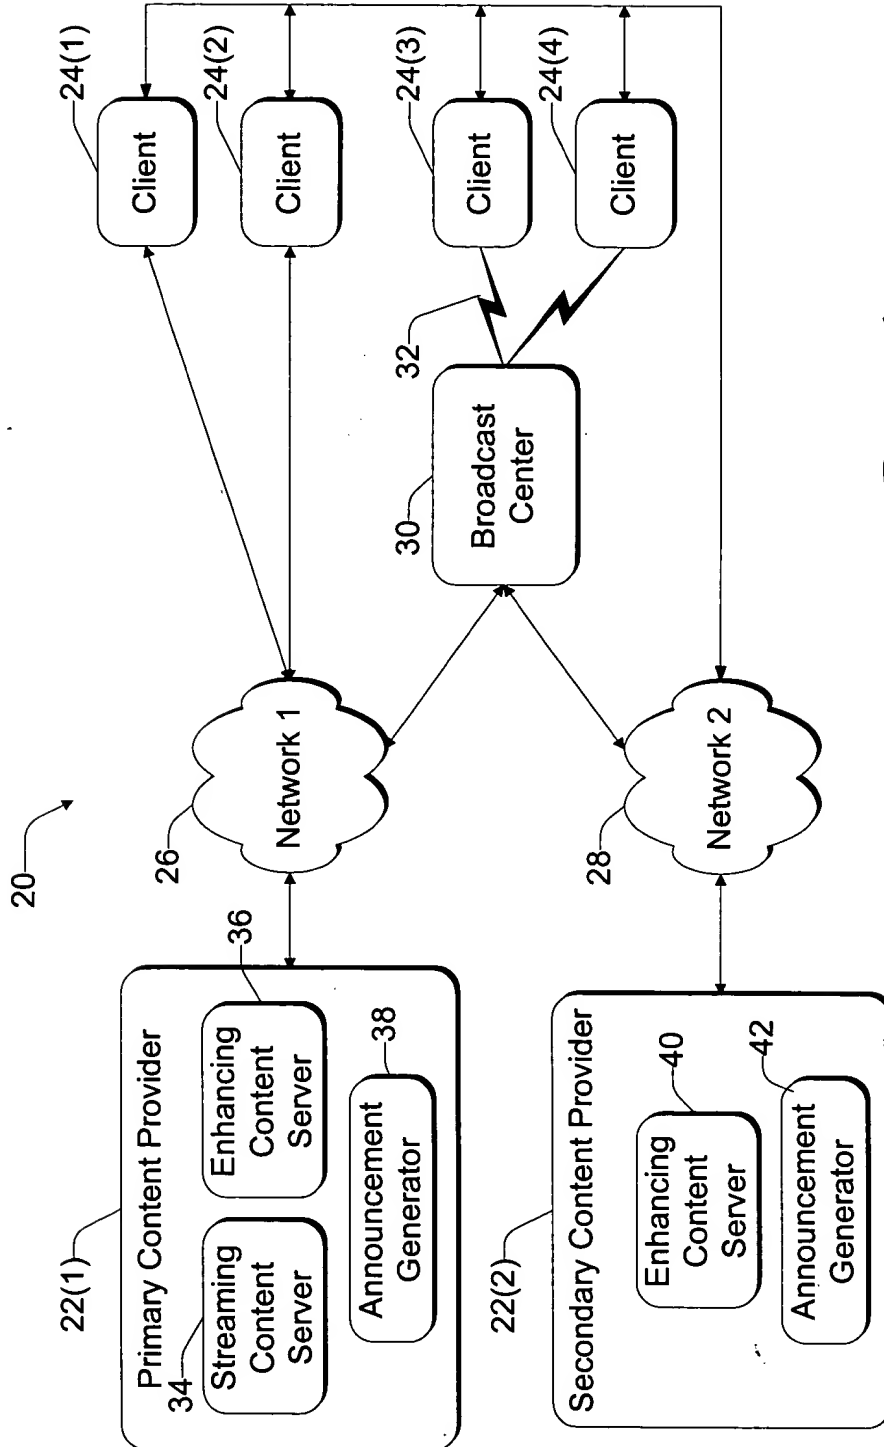 20
22(1)
Primary Content Provider
34
Streaming
Content
Server
36
Enhancing
Content
Server
38
Announcement
Generator
26
Network 1
24(1)
Client
24(2)
Client
30
Broadcast
Center
32
24(3)
Client
24(4)
Client
22(2)
Secondary Content Provider
40
Enhancing
Content
Server
42
Announcement
Generator
28
Network 2